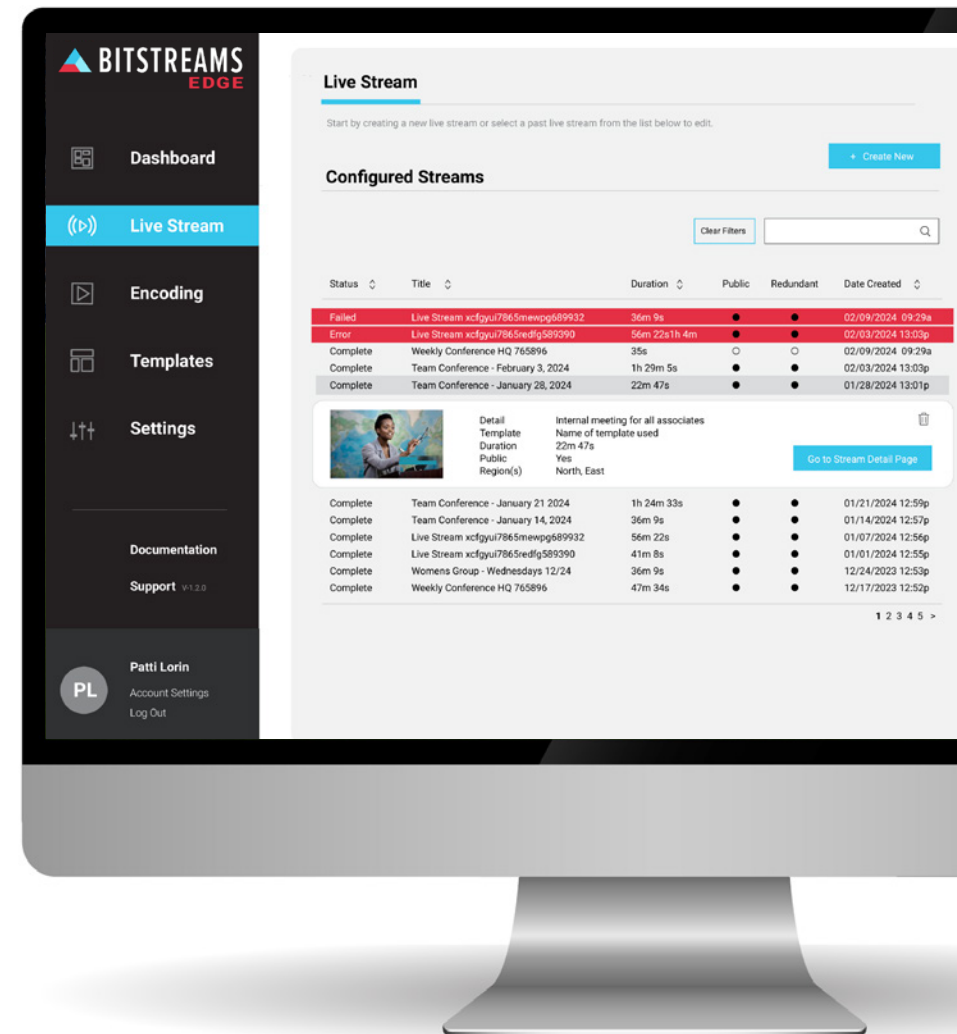 BITSTREAMS
EDGE
Dashboard
Live Stream
Encoding
Templates
Settings
Documentation
Support V-1.2.0
PL
Patti Lorin
Account Settings
Log Out
Live Stream
Start by creating a new live stream or select a past live stream from the list below to edit.
+ Create New
Configured Streams
Clear Filters
Status Title Duration Public Redundant Date Created
Failed Live Stream xcfgyui7865mewpg689932 36m 9s 02/09/2024 09:29a
Error Live Stream xcfgyui7865redfg589390 56m 22s1h 4m 02/03/2024 13:03p
Complete Weekly Conference HQ 765896 35s 02/09/2024 09:29a
Complete Team Conference - February 3, 2024 1h 29m 5s 02/03/2024 13:03p
Complete Team Conference - January 28, 2024 22m 47s 01/28/2024 13:01p
Detail Internal meeting for all associates
Template Name of template used
Duration 22m 47s
Public Yes
Region(s) North, East
Go to Stream Detail Page
Complete Team Conference - January 21 2024 1h 24m 33s 01/21/2024 12:59p
Complete Team Conference - January 14, 2024 36m 9s 01/14/2024 12:57p
Complete Live Stream xcfgyui7865mewpg689932 56m 22s 01/07/2024 12:56p
Complete Live Stream xcfgyui7865redfg589390 41m 8s 01/01/2024 12:55p
Complete Womens Group - Wednesdays 12/24 36m 9s 12/24/2023 12:53p
Complete Weekly Conference HQ 765896 47m 34s 12/17/2023 12:52p
1 2 3 4 5 >